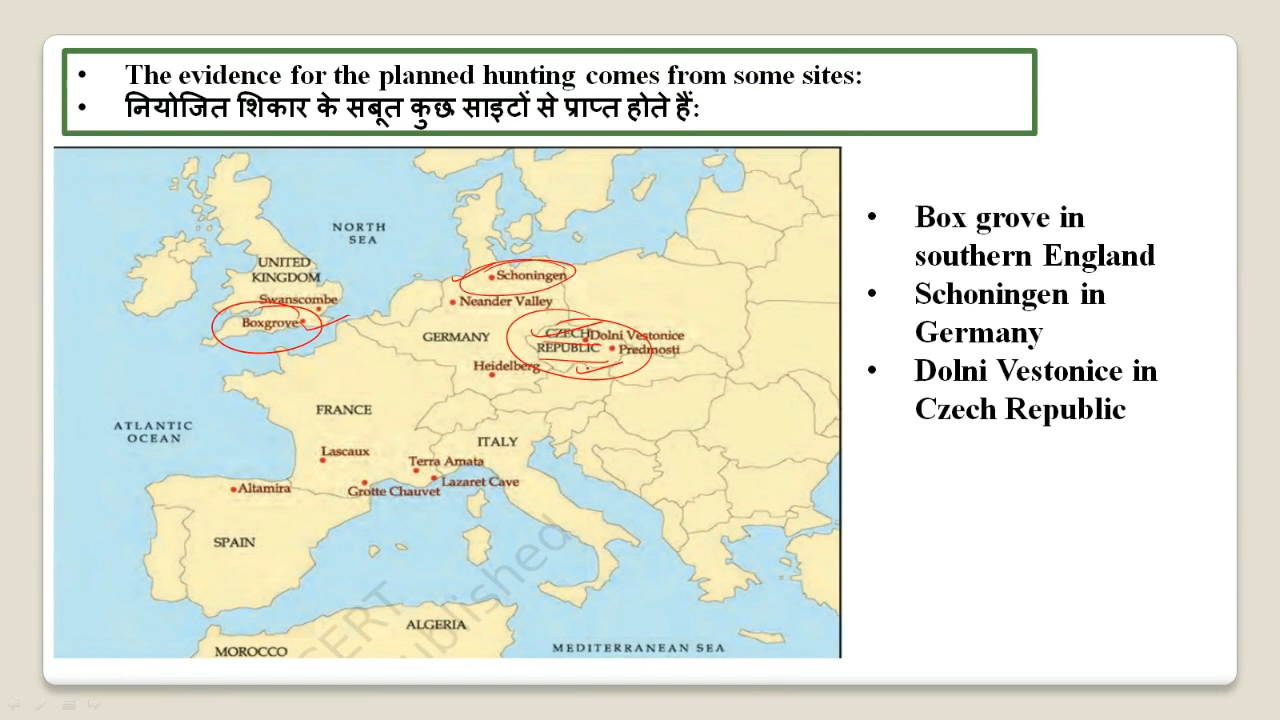 • The evidence for the planned hunting comes from some sites:
• नियोजित शिकार के सबूत कुछ साइटों से प्राप्त होते हैं:
NORTH
SEA
UNITED
KINGDOM
Swanscombe
Boxgrove
Schoningen
Neander Valley
GERMANY
CZECH
REPUBLIC
Dolni Vestonice
Predmosti
Heidelberg
FRANCE
ATLANTIC
OCEAN
ITALY
Lascaux
Terra Amata
Lazaret Cave
Grotte Chauvet
Altamira
SPAIN
ALGERIA
MOROCCO
MEDITERRANEAN SEA
CERT
ublished
• Box grove in
southern England
• Schoningen in
Germany
• Dolni Vestonice in
Czech Republic